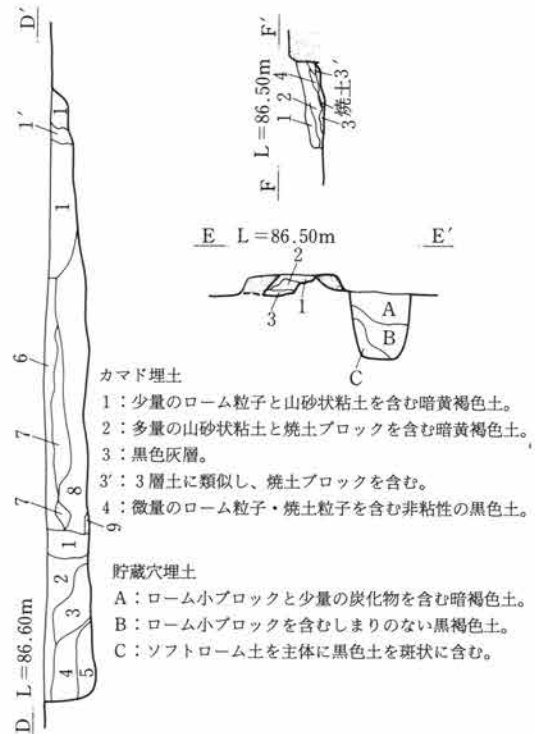 D′
1
1′
1
6
7
8
7
9
1
2
3
4
5
D L=86.60m
F′
4
3′
2
焼土
1
3
F L=86.50m
E L=86.50m E′
2
3
1
A
B
C
カマド埋土
1：少量のローム粒子と山砂状粘土を含む暗黄褐色土。
2：多量の山砂状粘土と焼土ブロックを含む暗黄褐色土。
3：黒色灰層。
3′：3層土に類似し、焼土ブロックを含む。
4：微量のローム粒子・焼土粒子を含む非粘性の黒色土。
貯蔵穴埋土
A：ローム小ブロックと少量の炭化物を含む暗褐色土。
B：ローム小ブロックを含むしまりのない黒褐色土。
C：ソフトローム土を主体に黒色土を斑状に含む。